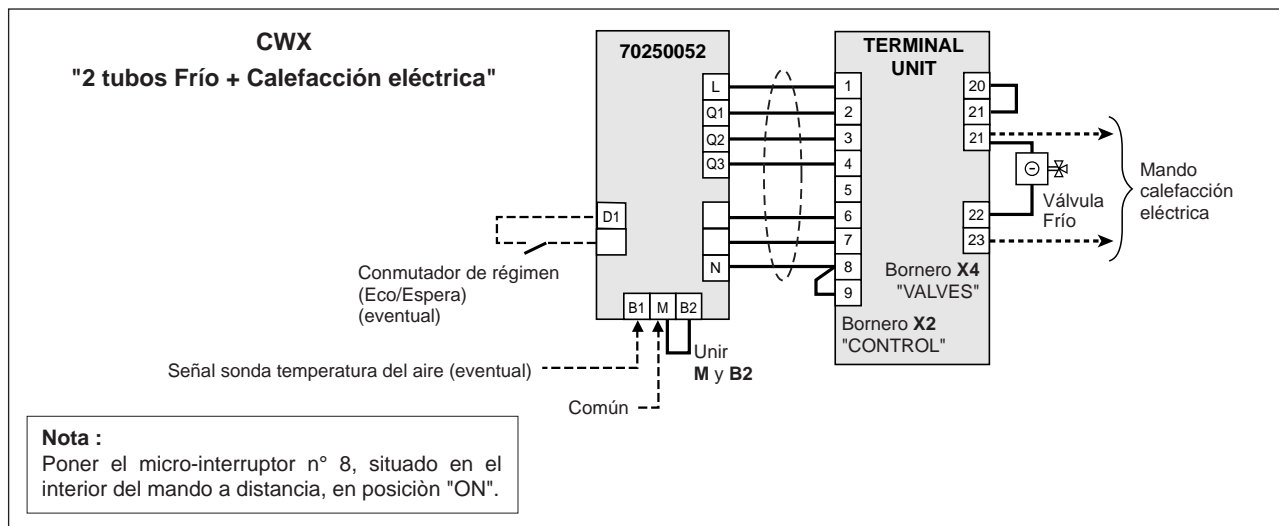 CWX
"2 tubos Frío + Calefacción eléctrica"
70250052
L
Q1
Q2
Q3
N
D1
B1 M B2
Conmutador de régimen
(Eco/Espera)
(eventual)
Señal sonda temperatura del aire (eventual)
Común
Unir
M y B2
TERMINAL
UNIT
1
2
3
4
5
6
7
8
9
20
21
21
22
23
Bornero X4
"VALVES"
Bornero X2
"CONTROL"
Válvula
Frío
Mando
calefacción
eléctrica
Nota :
Poner el micro-interruptor n° 8, situado en el
interior del mando a distancia, en posiciòn "ON".